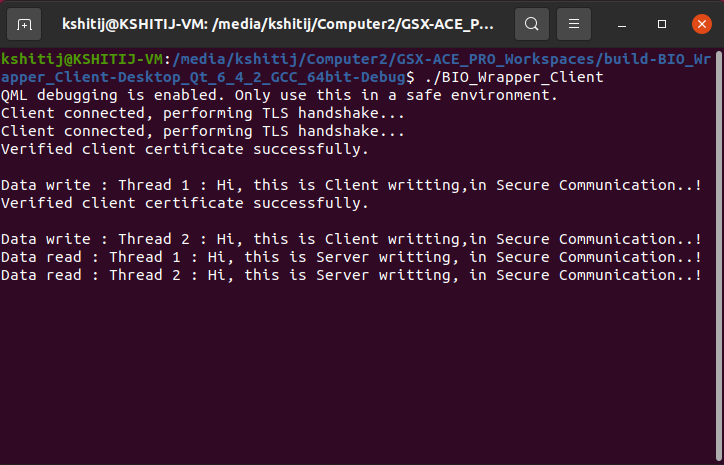 kshitij@KSHITIJ-VM: /media/kshitij/Computer2/GSX-ACE_P...
kshitij@KSHITIJ-VM:/media/kshitij/Computer2/GSX-ACE_PRO_Workspaces/build-BIO_Wr
apper_Client-Desktop_Qt_6_4_2_GCC_64bit-Debug$ ./BIO_Wrapper_Client
QML debugging is enabled. Only use this in a safe environment.
Client connected, performing TLS handshake...
Client connected, performing TLS handshake...
Verified client certificate successfully.
Data write : Thread 1 : Hi, this is Client writting,in Secure Communication..!
Verified client certificate successfully.
Data write : Thread 2 : Hi, this is Client writting,in Secure Communication..!
Data read : Thread 1 : Hi, this is Server writting, in Secure Communication..!
Data read : Thread 2 : Hi, this is Server writting, in Secure Communication..!